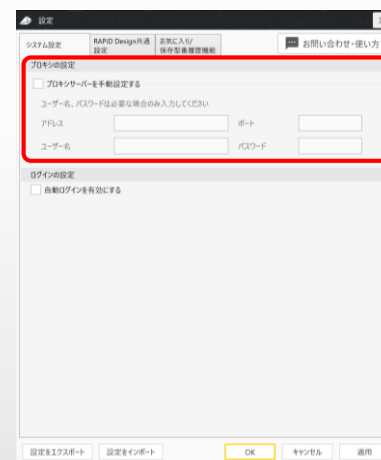 設定
システム設定
RAPiD Design共通
設定
お気に入り/
保存型番履歴機能
お問い合わせ・使い方
プロキシの設定
プロキシサーバーを手動設定する
ユーザー名、パスワードは必要な場合のみ入力してください
アドレス
ポート
ユーザー名
パスワード
ログインの設定
自動ログインを有効にする
設定をエクスポート
設定をインポート
OK
キャンセル
適用